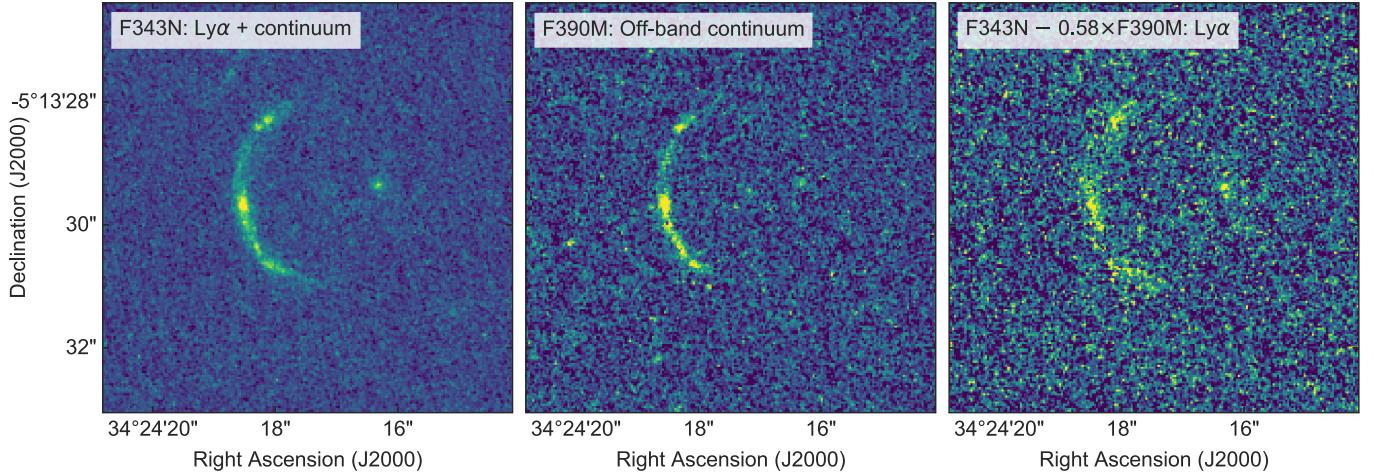 F343N: Lyα + continuum
F390M: Off-band continuum
F343N − 0.58×F390M: Lyα
-5°13'28"
30"
32"
Declination (J2000)
34°24'20"
18"
16"
34°24'20"
18"
16"
34°24'20"
18"
16"
Right Ascension (J2000)
Right Ascension (J2000)
Right Ascension (J2000)